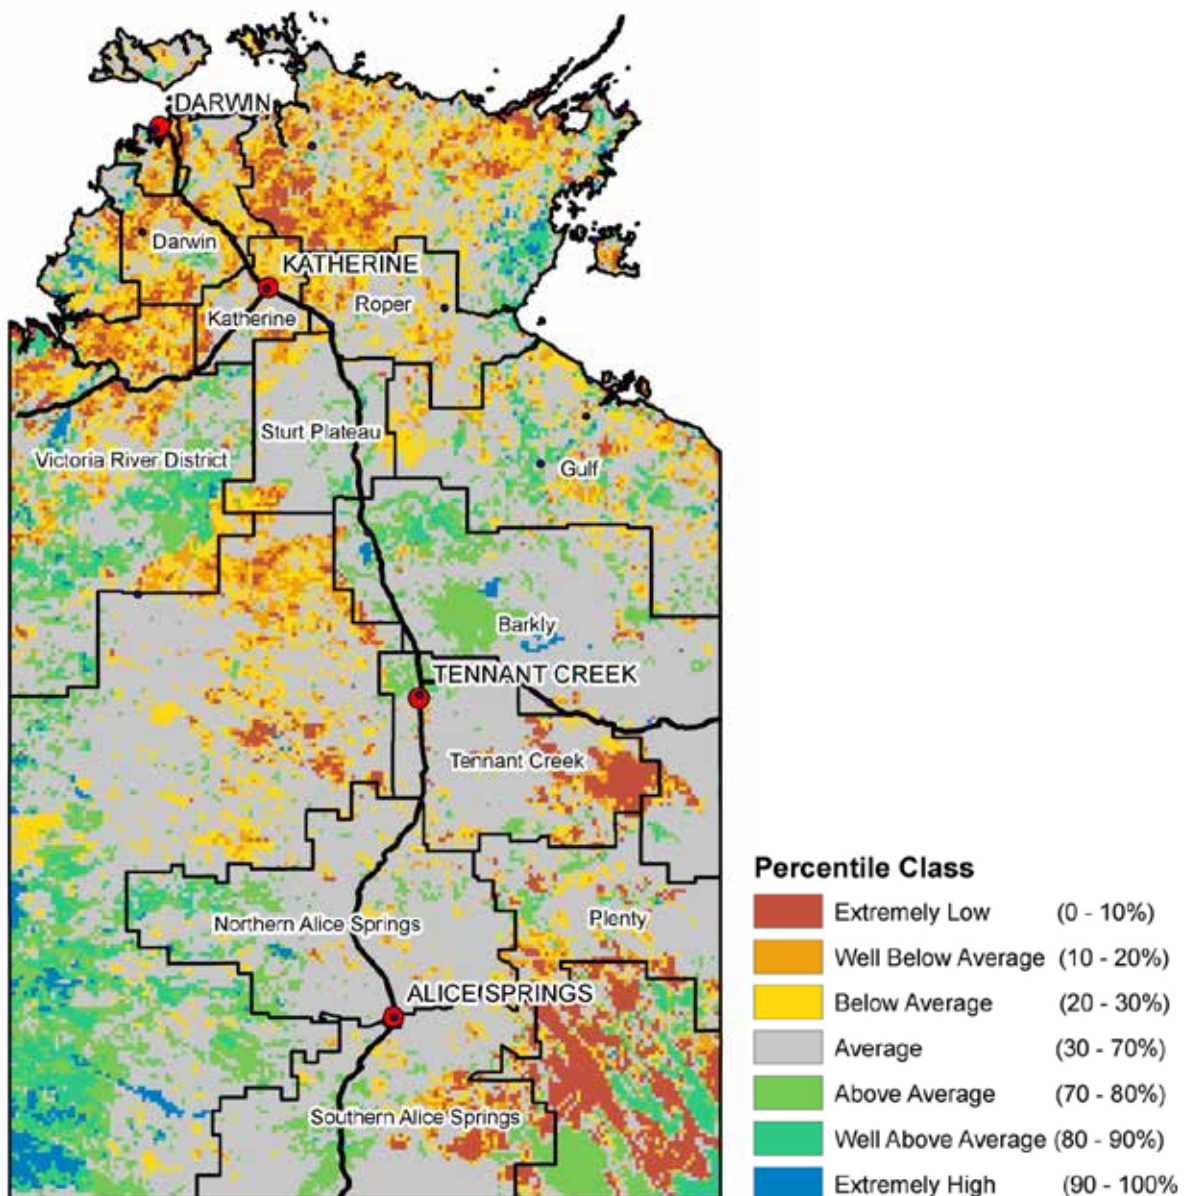 DARWIN
Darwin
KATHERINE
Katherine
Roper
Sturt Plateau
Victoria River District
Gulf
Barkly
TENNANT CREEK
Tennant Creek
Northern Alice Springs
Plenty
ALICE SPRINGS
Southern Alice Springs
Percentile Class
Extremely Low (0 - 10%)
Well Below Average (10 - 20%)
Below Average (20 - 30%)
Average (30 - 70%)
Above Average (70 - 80%)
Well Above Average (80 - 90%)
Extremely High (90 - 100%